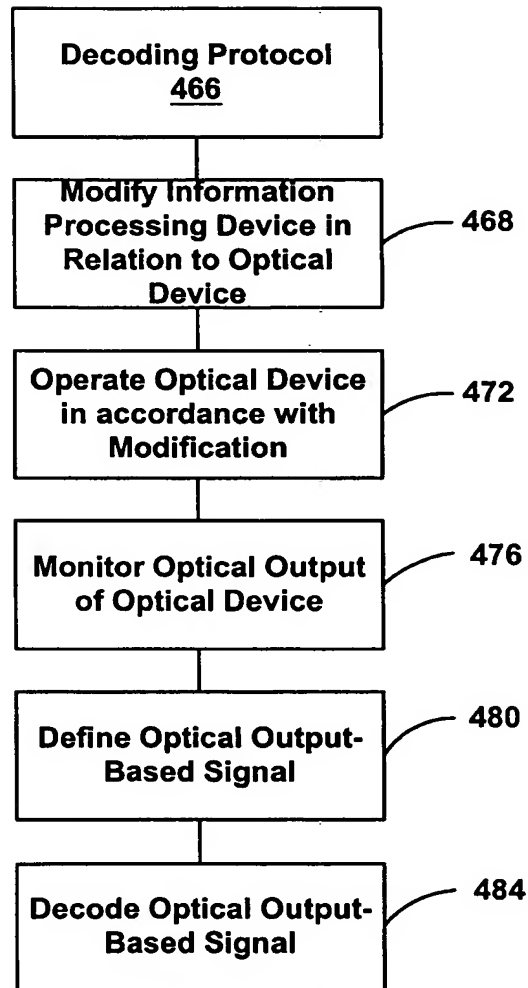 Decoding Protocol
466
Modify Information
Processing Device in
Relation to Optical
Device
468
Operate Optical Device
in accordance with
Modification
472
Monitor Optical Output
of Optical Device
476
Define Optical Output-
Based Signal
480
Decode Optical Output-
Based Signal
484